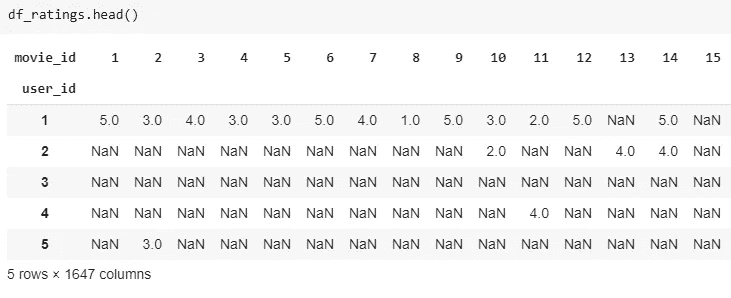 df_ratings.head()
movie_id 1 2 3 4 5 6 7 8 9 10 11 12 13 14 15
user_id
1 5.0 3.0 4.0 3.0 3.0 5.0 4.0 1.0 5.0 3.0 2.0 5.0 NaN 5.0 NaN
2 NaN NaN NaN NaN NaN NaN NaN NaN NaN 2.0 NaN NaN 4.0 4.0 NaN
3 NaN NaN NaN NaN NaN NaN NaN NaN NaN NaN NaN NaN NaN NaN NaN
4 NaN NaN NaN NaN NaN NaN NaN NaN NaN NaN 4.0 NaN NaN NaN NaN
5 NaN 3.0 NaN NaN NaN NaN NaN NaN NaN NaN NaN NaN NaN NaN NaN
5 rows × 1647 columns